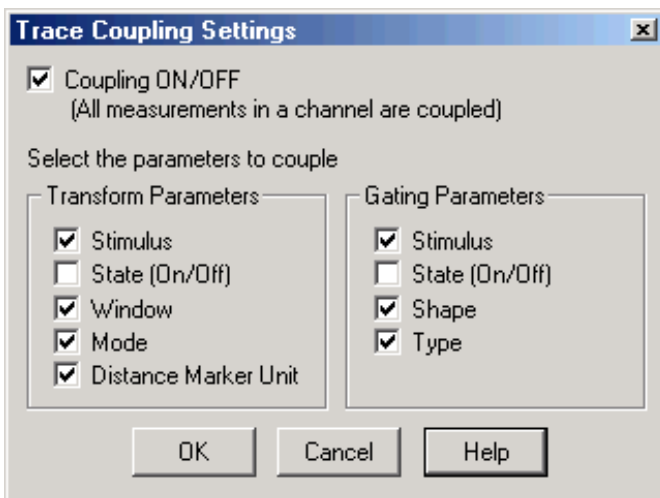 Trace Coupling Settings
Coupling ON/OFF
(All measurements in a channel are coupled)
Select the parameters to couple
Transform Parameters
Stimulus
State (On/Off)
Window
Mode
Distance Marker Unit
Gating Parameters
Stimulus
State (On/Off)
Shape
Type
OK
Cancel
Help